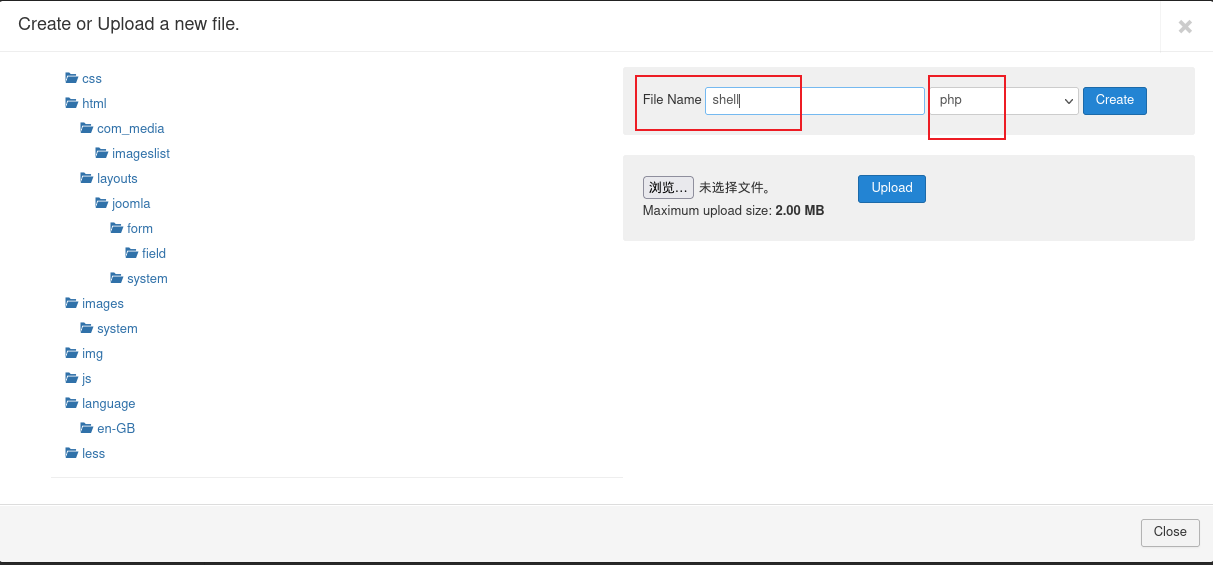 Create or Upload a new file.
css
html
com_media
imageslist
layouts
joomla
form
field
system
images
system
img
js
language
en-GB
less
File Name shell php Create
浏览… 未选择文件。 Upload
Maximum upload size: 2.00 MB
Close